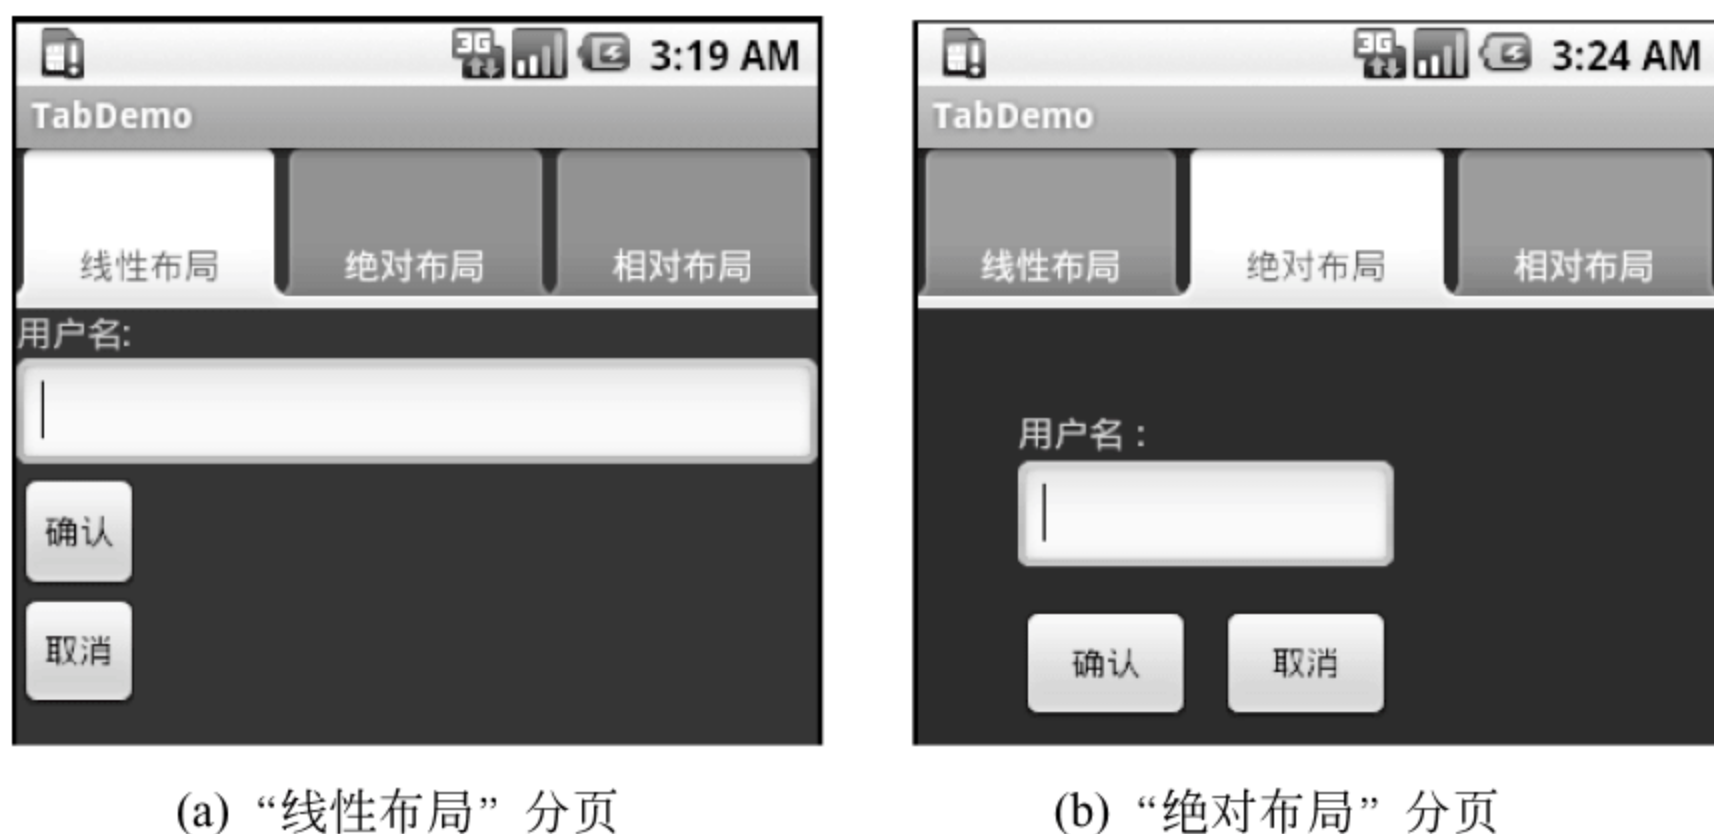 3G 3:19 AM
TabDemo
线性布局 绝对布局 相对布局
用户名:
确认
取消
(a) “线性布局” 分页
3G 3:24 AM
TabDemo
线性布局 绝对布局 相对布局
用户名：
确认 取消
(b) “绝对布局” 分页